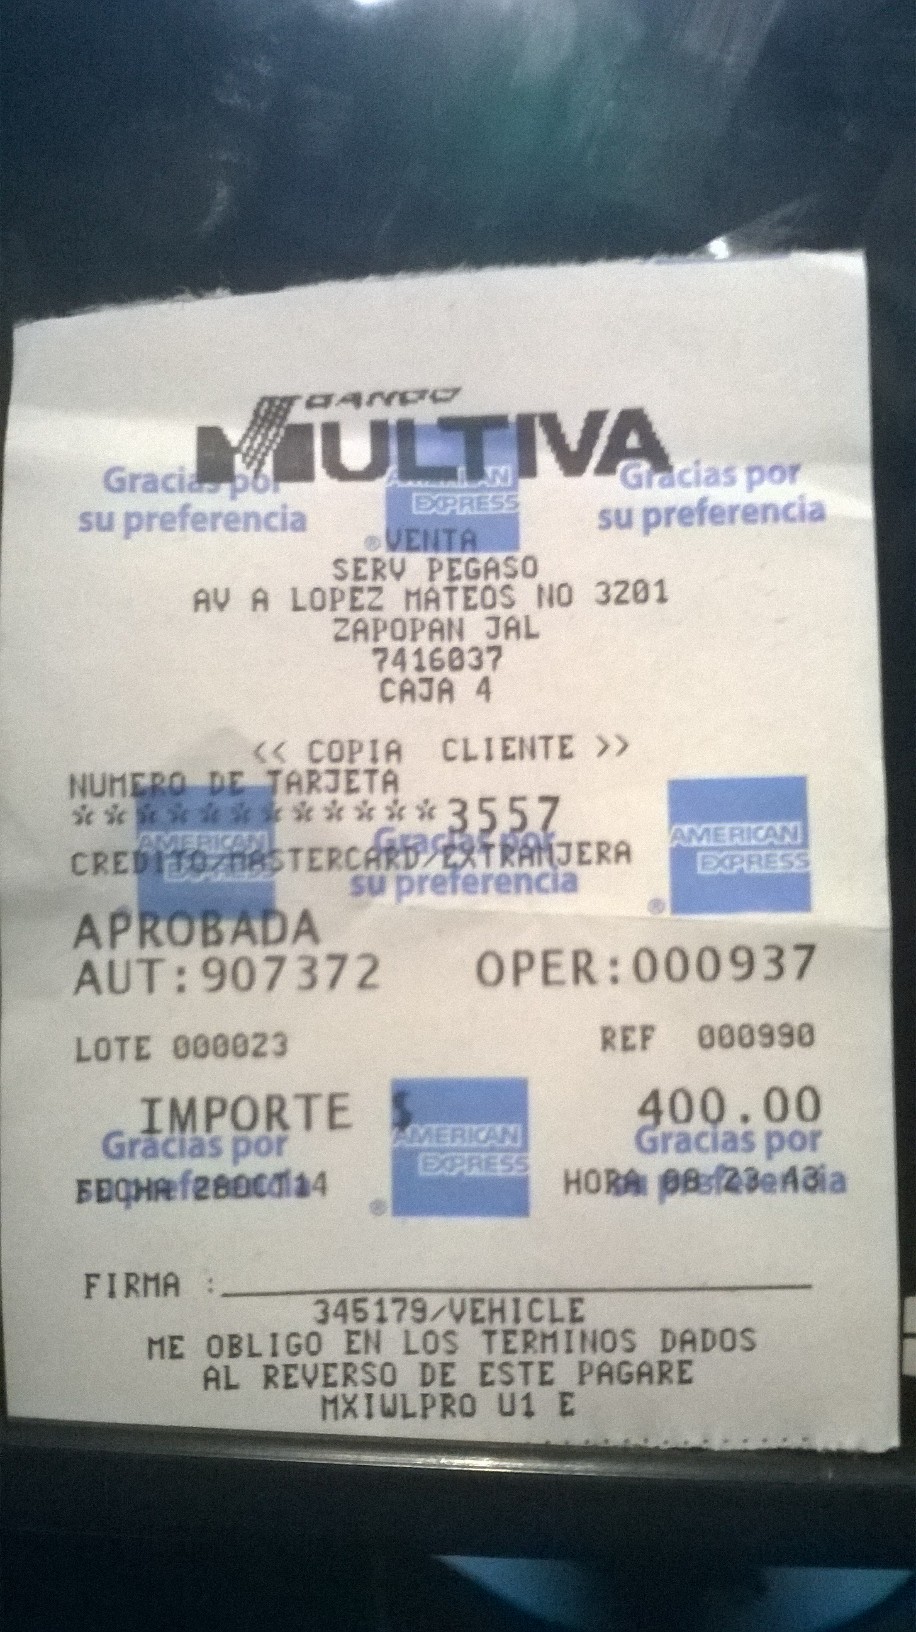 BANCO
MULTIVA
Gracias por
su preferencia
AMERICAN
EXPRESS
®
Gracias por
su preferencia
VENTA
SERV PEGASO
AV A LOPEZ MATEOS NO 3201
ZAPOPAN JAL
7416037
CAJA 4
<< COPIA CLIENTE >>
NUMERO DE TARJETA
************3557
CREDITO/MASTERCARD/EXTRANJERA
AMERICAN
EXPRESS
Gracias por
su preferencia
AMERICAN
EXPRESS
®
APROBADA
AUT:907372 OPER:000937
LOTE 000023 REF 000990
IMPORTE $ 400.00
Gracias por
su preferencia
AMERICAN
EXPRESS
®
Gracias por
su preferencia
FECHA 28OCT14 HORA 08 23 43
FIRMA :
345179/VEHICLE
ME OBLIGO EN LOS TERMINOS DADOS
AL REVERSO DE ESTE PAGARE
MXIWLPRO U1 E